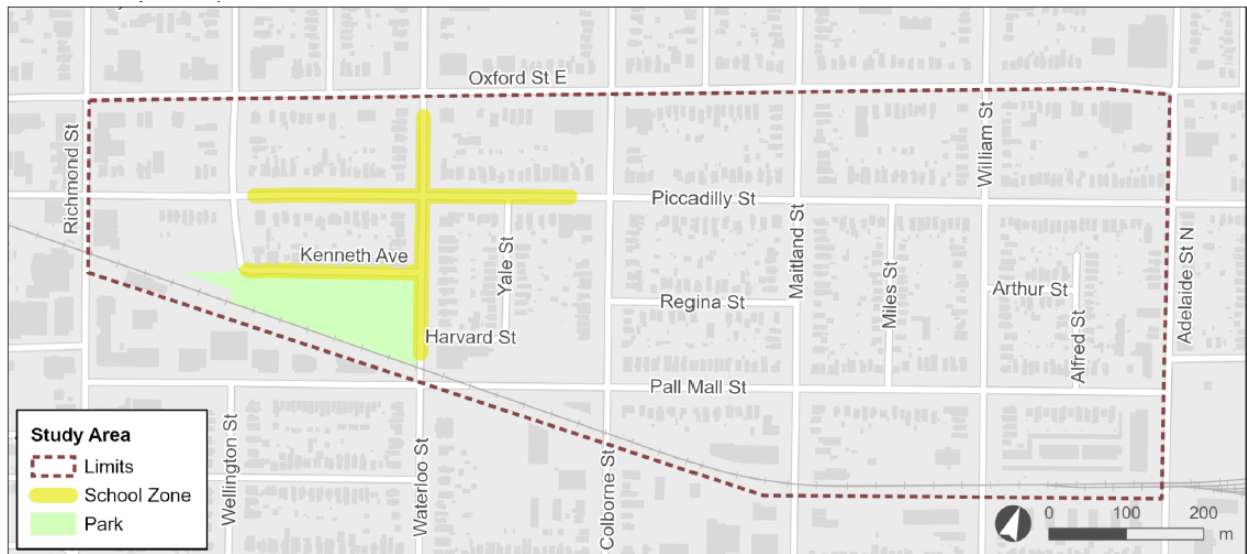 Oxford St E
Richmond St
William St
Piccadilly St
Kenneth Ave
Yale St
Maitland St
Miles St
Adelaide St N
Arthur St
Regina St
Harvard St
Alfred St
Pall Mall St
Wellington St
Waterloo St
Colborne St
Study Area
Limits
School Zone
Park
0 100 200
m